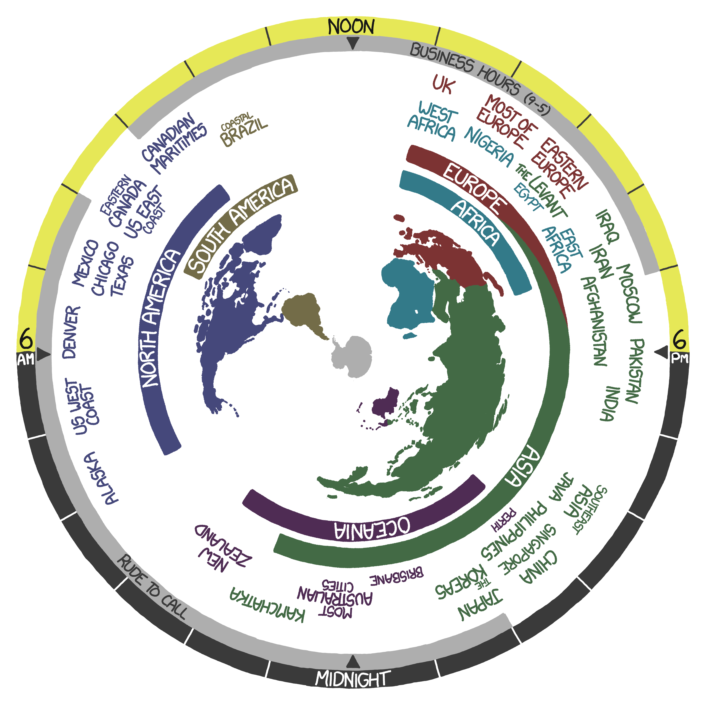 NOON
BUSINESS HOURS (9-5)
UK
MOST OF
EUROPE
EASTERN
EUROPE
WEST
AFRICA
NIGERIA
THE LEVANT
EGYPT
EAST
AFRICA
IRAQ
IRAN
MOSCOW
AFGHANISTAN
PAKISTAN
INDIA
6
PM
SOUTHEAST
ASIA
JAVA
PHILIPPINES
PERTH
SINGAPORE
CHINA
THE
KOREAS
JAPAN
BRISBANE
MOST
AUSTRALIAN
CITIES
KAMCHATKA
NEW
ZEALAND
MIDNIGHT
RUDE TO CALL
ALASKA
US WEST
COAST
DENVER
6
AM
MEXICO
CHICAGO
TEXAS
EASTERN
CANADA
US EAST
COAST
CANADIAN
MARITIMES
COASTAL
BRAZIL
NORTH AMERICA
SOUTH AMERICA
EUROPE
AFRICA
ASIA
OCEANIA